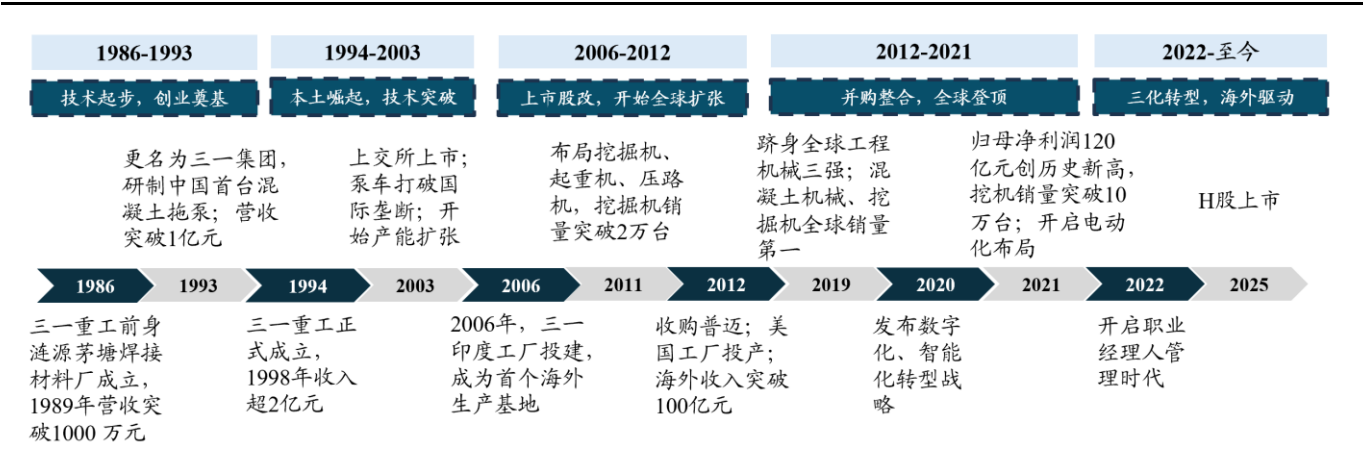 1986-1993
1994-2003
2006-2012
2012-2021
2022-至今
技术起步，创业奠基
本土崛起，技术突破
上市股改，开始全球扩张
并购整合，全球登顶
三化转型，海外驱动
更名为三一集团，
研制中国首台混
凝土拖泵；营收
突破1亿元
上交所上市；
泵车打破国
际垄断；开
始产能扩张
布局挖掘机、
起重机、压路
机，挖掘机销
量突破2万台
跻身全球工程
机械三强；混
凝土机械、挖
掘机全球销量
第一
归母净利润120
亿元创历史新高，
挖机销量突破10
万台；开启电动
化布局
H股上市
1986
1993
1994
2003
2006
2011
2012
2019
2020
2021
2022
2025
三一重工前身
涟源茅塘焊接
材料厂成立，
1989年营收突
破1000 万元
三一重工正
式成立，
1998年收入
超2亿元
2006年，三一
印度工厂投建，
成为首个海外
生产基地
收购普迈；美
国工厂投产；
海外收入突破
100亿元
发布数字
化、智能
化转型战
略
开启职业
经理人管
理时代